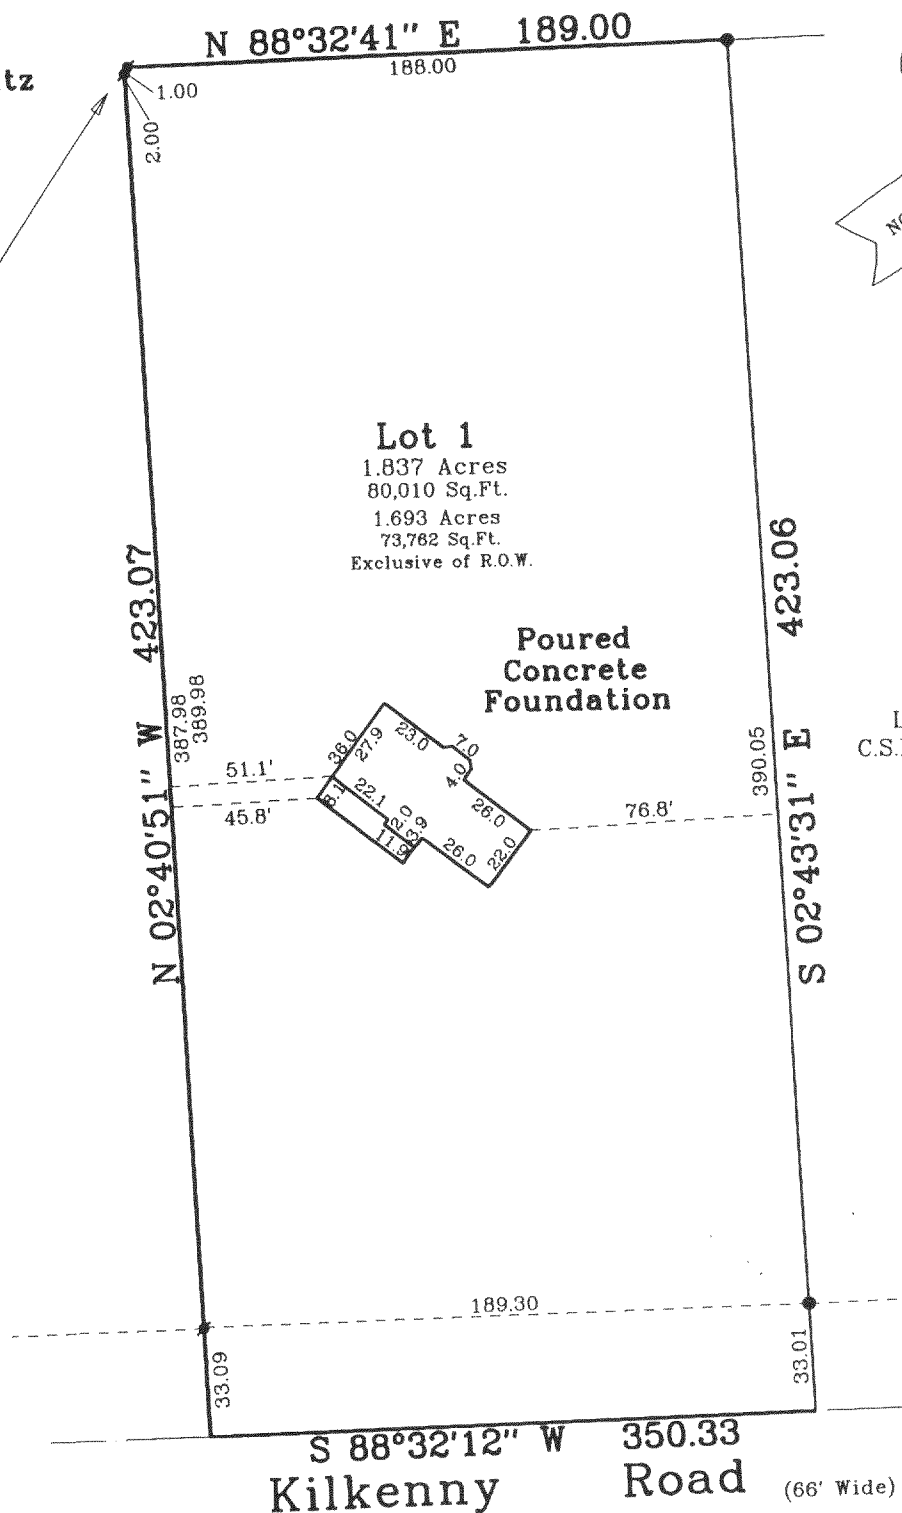 N 88°32'41" E 189.00
188.00
tz
1.00
2.00
Lot 1
1.837 Acres
80,010 Sq.Ft.
1.693 Acres
73,762 Sq.Ft.
Exclusive of R.O.W.
N 02°40'51" W 423.07
387.98
389.98
S 02°43'31" E 423.06
390.05
Poured
Concrete
Foundation
36.0
27.9
23.0
7.0
4.0
26.0
22.0
26.0
3.9
2.0
11.9
22.1
8.1
51.1'
45.8'
76.8'
L
C.S.
189.30
33.09
33.01
S 88°32'12" W 350.33
Kilkenny Road (66' Wide)